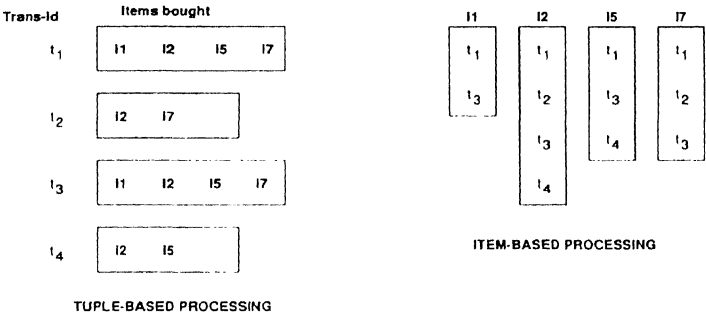 Trans-Id Items bought
t1 I1 I2 I5 I7
t2 I2 I7
t3 I1 I2 I5 I7
t4 I2 I5
TUPLE-BASED PROCESSING
I1 I2 I5 I7
t1 t1 t1 t1
t3 t2 t3 t2
t3 t4 t3
t4
ITEM-BASED PROCESSING